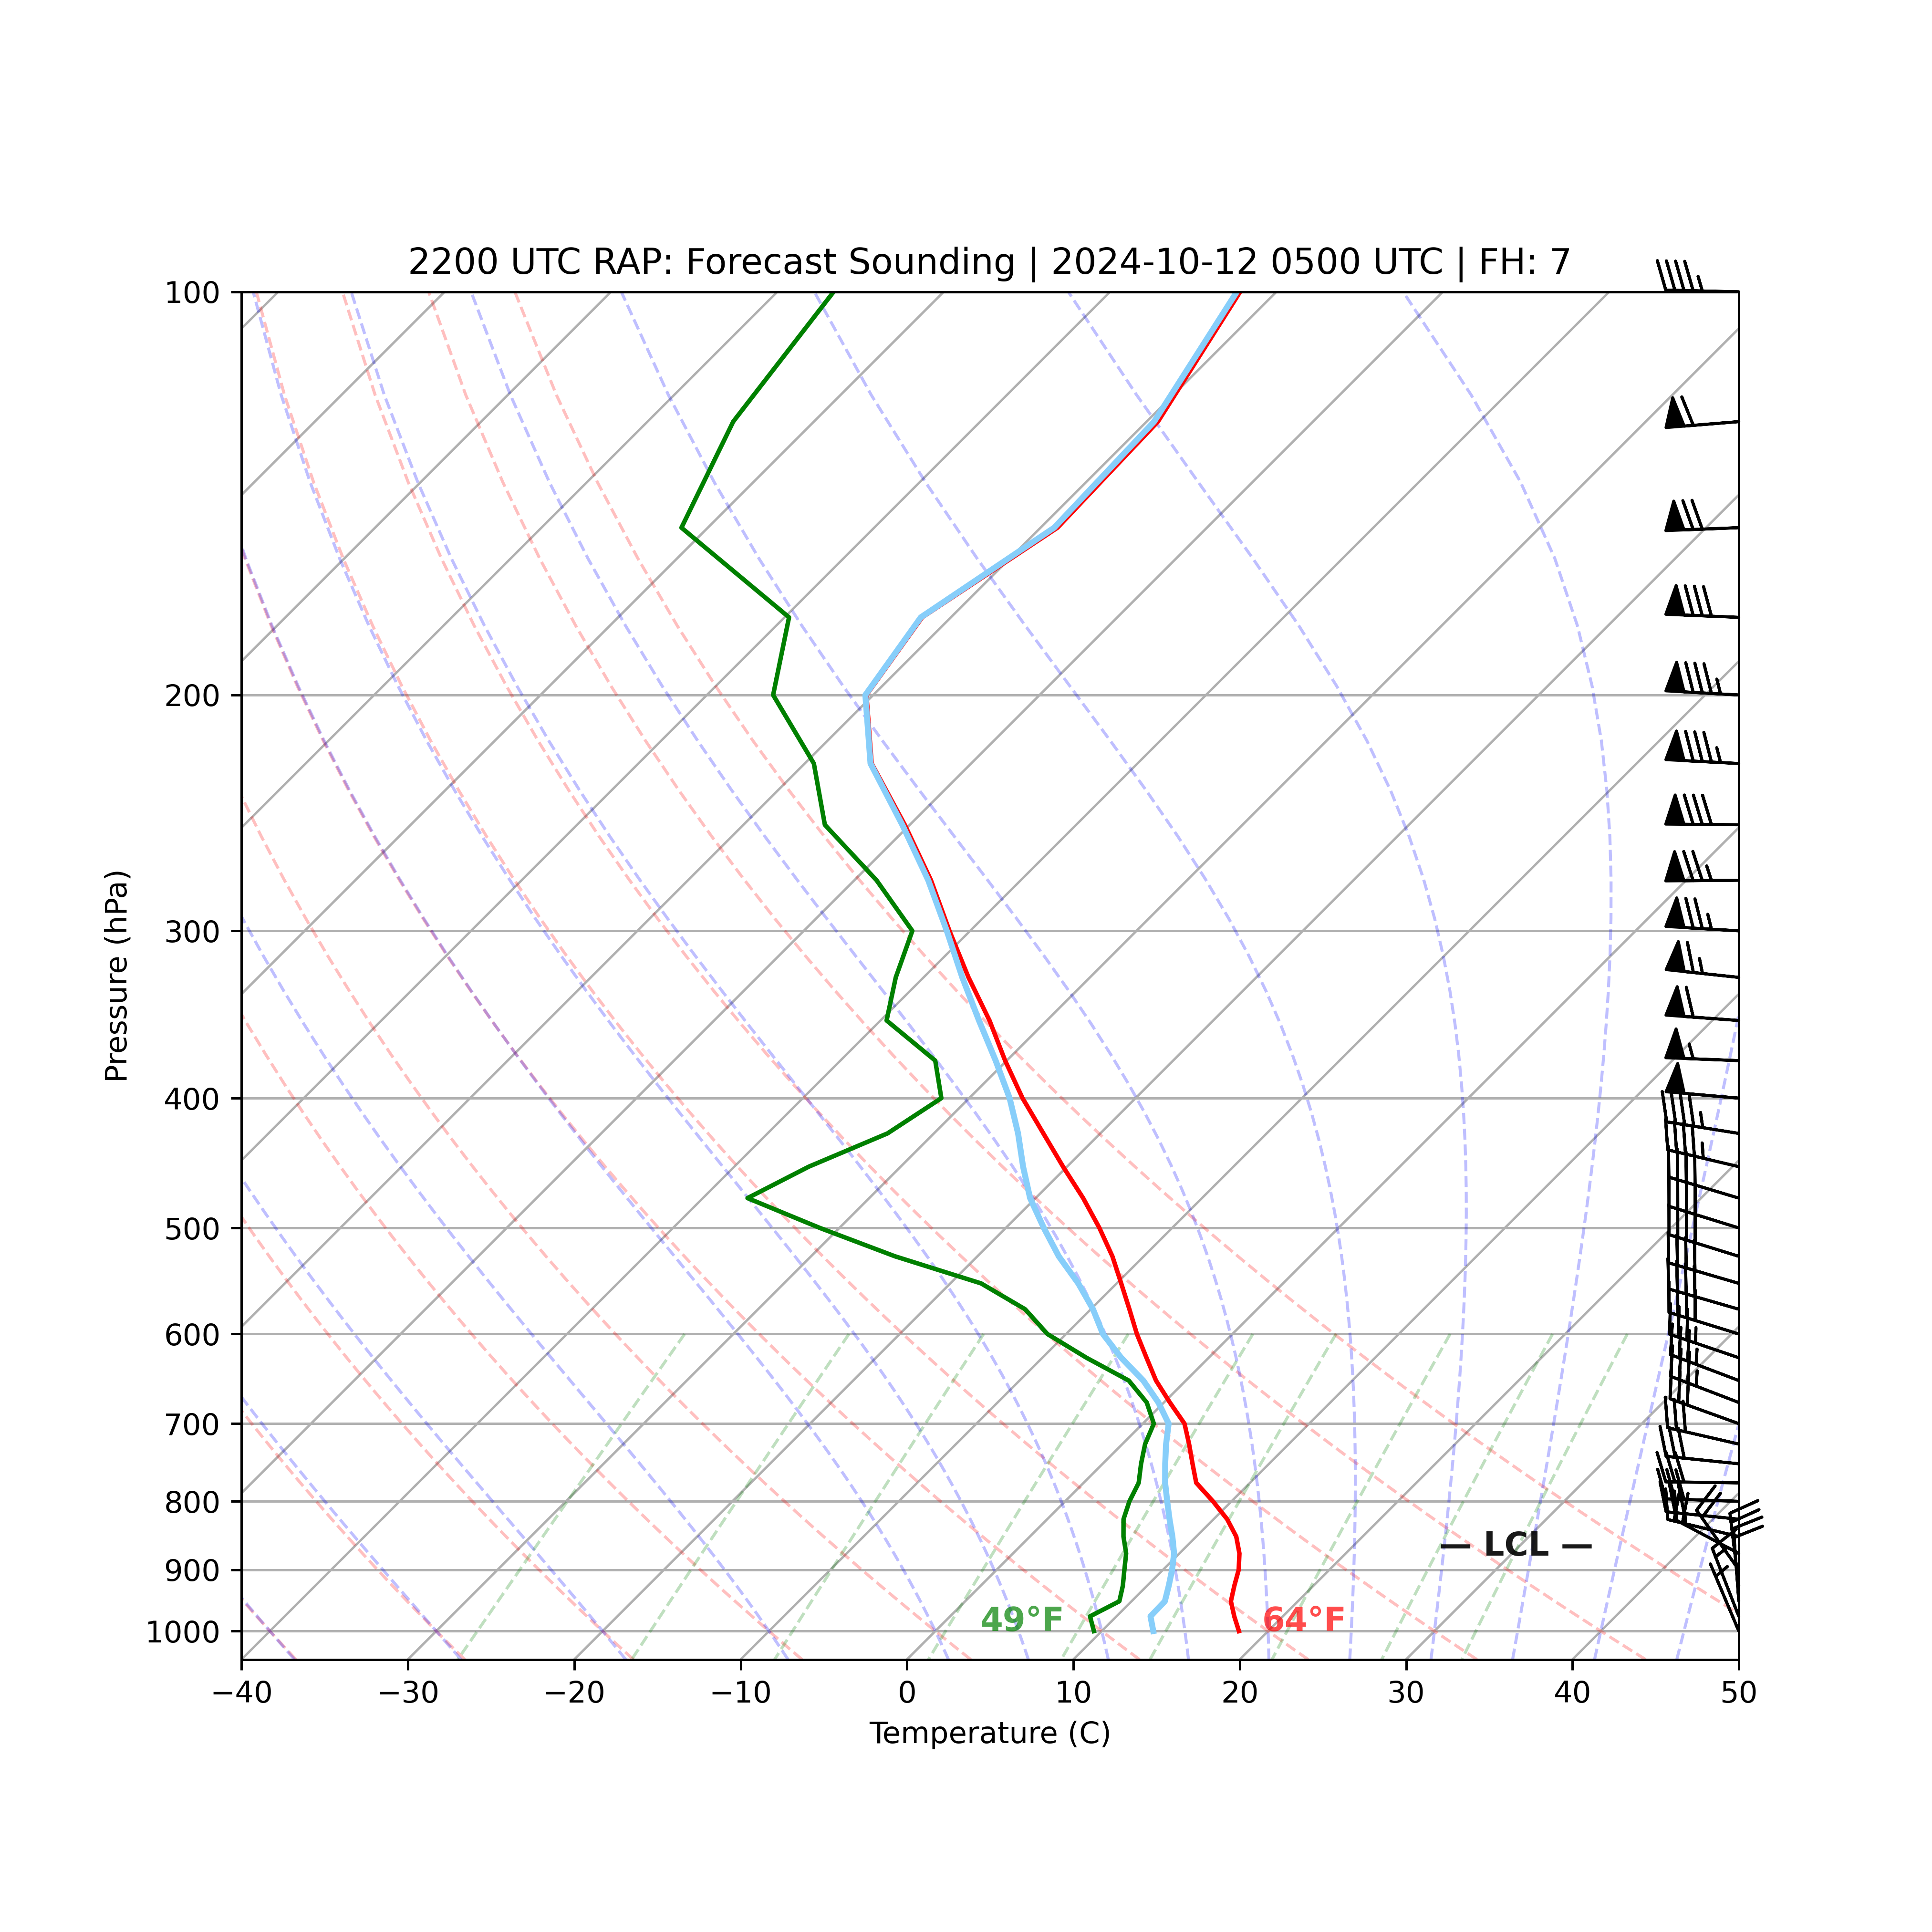 2200 UTC RAP: Forecast Sounding | 2024-10-12 0500 UTC | FH: 7
100
200
300
400
500
600
700
800
900
1000
Pressure (hPa)
— LCL —
49°F
64°F
−40 −30 −20 −10 0 10 20 30 40 50
Temperature (C)